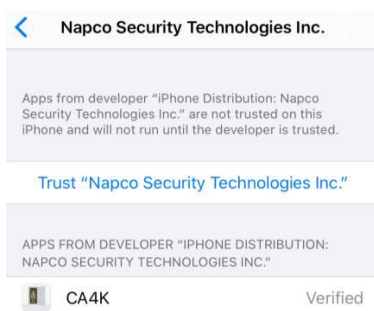 Napco Security Technologies Inc.
Apps from developer “iPhone Distribution: Napco
Security Technologies Inc.” are not trusted on this
iPhone and will not run until the developer is trusted.
Trust “Napco Security Technologies Inc.”
APPS FROM DEVELOPER “IPHONE DISTRIBUTION:
NAPCO SECURITY TECHNOLOGIES INC.”
CA4K Verified